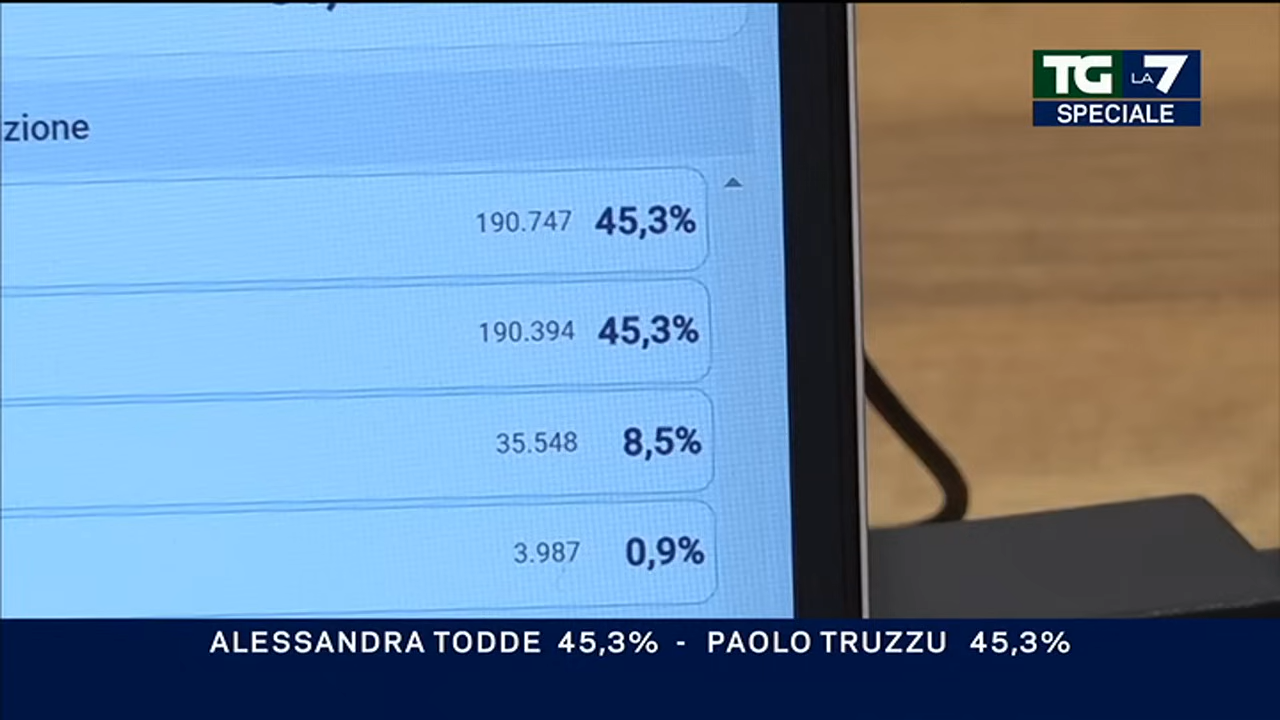 TG LA7
SPECIALE
zione
190.747 45,3%
190.394 45,3%
35.548 8,5%
3.987 0,9%
ALESSANDRA TODDE 45,3% - PAOLO TRUZZU 45,3%